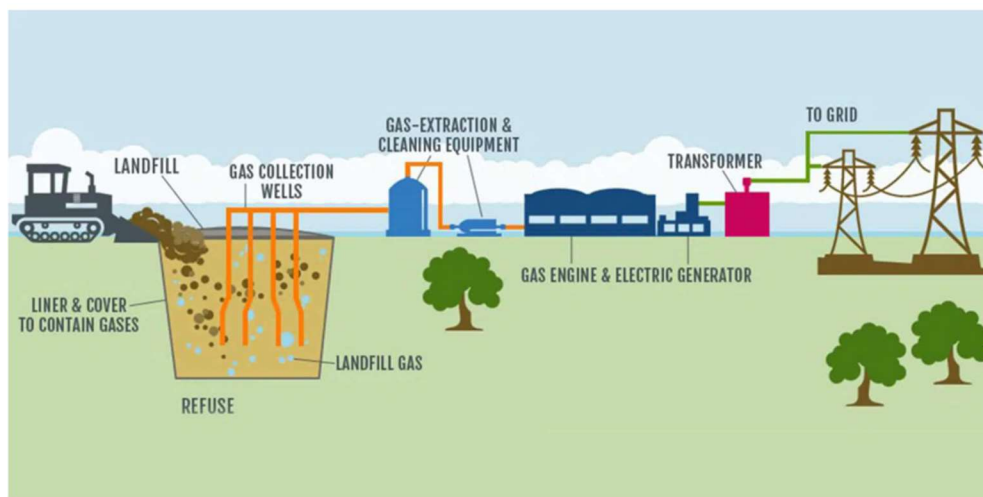 TO GRID
GAS-EXTRACTION &
CLEANING EQUIPMENT
LANDFILL
GAS COLLECTION
WELLS
TRANSFORMER
GAS ENGINE & ELECTRIC GENERATOR
LINER & COVER
TO CONTAIN GASES
LANDFILL GAS
REFUSE